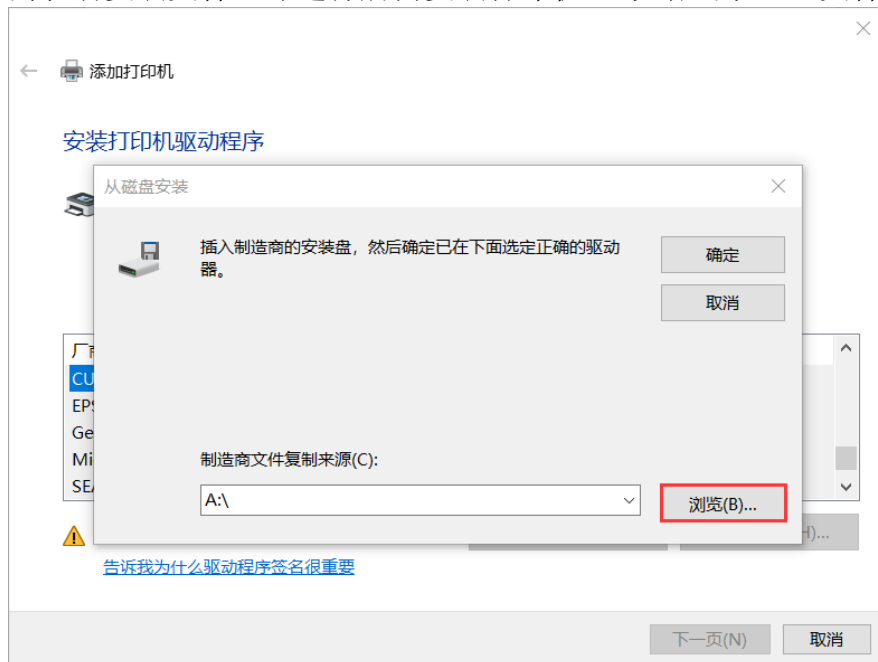 添加打印机
安装打印机驱动程序
从磁盘安装
插入制造商的安装盘，然后确定已在下面选定正确的驱动
器。
确定
取消
厂
CU
EP
Ge
Mi
SE
制造商文件复制来源(C):
A:\
浏览(B)...
H)...
告诉我为什么驱动程序签名很重要
下一页(N)
取消